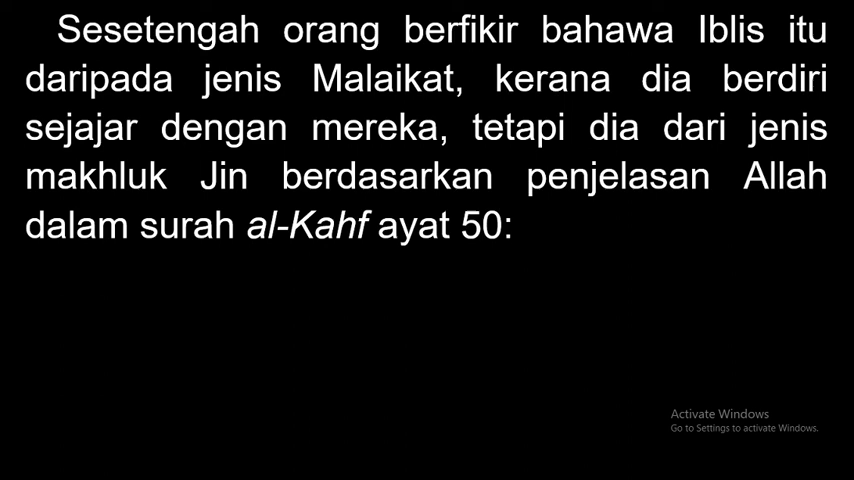 Sesetengah orang berfikir bahawa Iblis itu
daripada jenis Malaikat, kerana dia berdiri
sejajar dengan mereka, tetapi dia dari jenis
makhluk Jin berdasarkan penjelasan Allah
dalam surah al-Kahf ayat 50:
Activate Windows
Go to Settings to activate Windows.